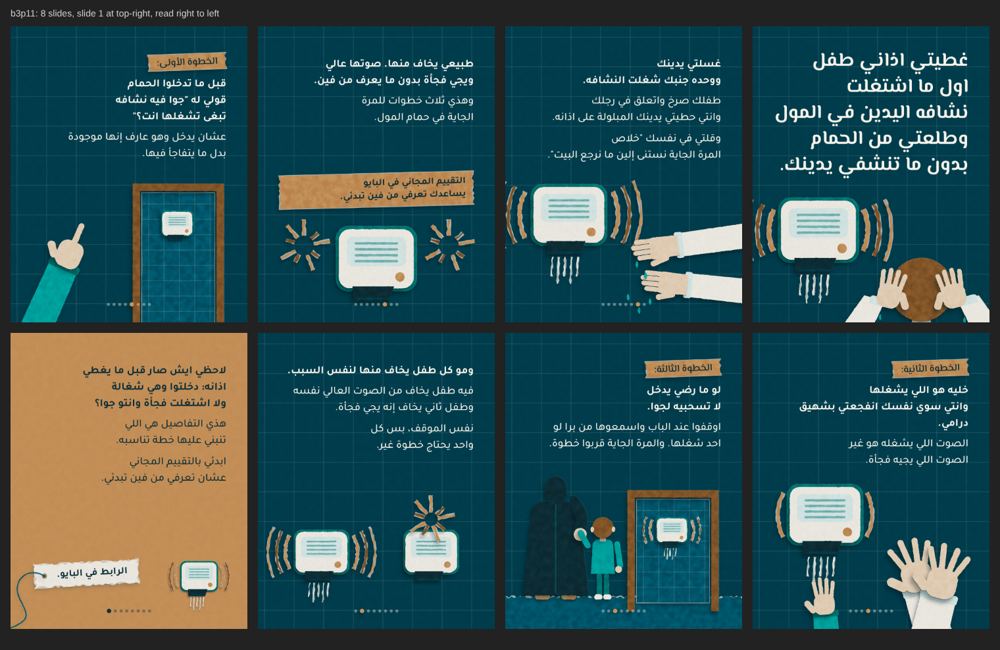 b3p11: 8 slides, slide 1 at top-right, read right to left
غطيتي اذاني طفل
اول ما اشتغلت
نشافه اليدين في المول
وطلعتي من الحمام
بدون ما تنشفي يدينك.
غسلتي يدينك
ووحده جنبك شغلت النشافه.
طفلك صرخ واتعلق في رجلك
وانتي حطيتي يدينك المبلولة على اذانه.
وقلتي في نفسك "خلاص
المرة الجاية نستنى إلين ما نرجع البيت".
طبيعي يخاف منها. صوتها عالي
ويجي فجأة بدون ما يعرف من فين.
وهذي ثلاث خطوات للمرة
الجاية في حمام المول.
التقييم المجاني في البايو
يساعدك تعرفي من فين تبدئي.
الخطوة الأولى:
قبل ما تدخلوا الحمام
قولي له "جوا فيه نشافه
تبغى تشغلها انت؟"
عشان يدخل وهو عارف إنها موجودة
بدل ما يتفاجأ فيها.
الخطوة الثانية:
خليه هو اللي يشغلها
وانتي سوي نفسك انفجعتي بشهيق
درامي.
الصوت اللي يشغله هو غير
الصوت اللي يجيه فجأة.
الخطوة الثالثة:
لو ما رضي يدخل
لا تسحبيه لجوا.
اوقفوا عند الباب واسمعوها من برا لو
احد شغلها. والمرة الجاية قربوا خطوة.
ومو كل طفل يخاف منها لنفس السبب.
فيه طفل يخاف من الصوت العالي نفسه
وطفل ثاني يخاف إنه يجي فجأة.
نفس الموقف، بس كل
واحد يحتاج خطوة غير.
لاحظي ايش صار قبل ما يغطي
اذانه: دخلتوا وهي شغالة
ولا اشتغلت فجأة وانتو جوا؟
هذي التفاصيل هي اللي
تنبني عليها خطة تناسبه.
ابدئي بالتقييم المجاني
عشان تعرفي من فين تبدئي.
الرابط في البايو.